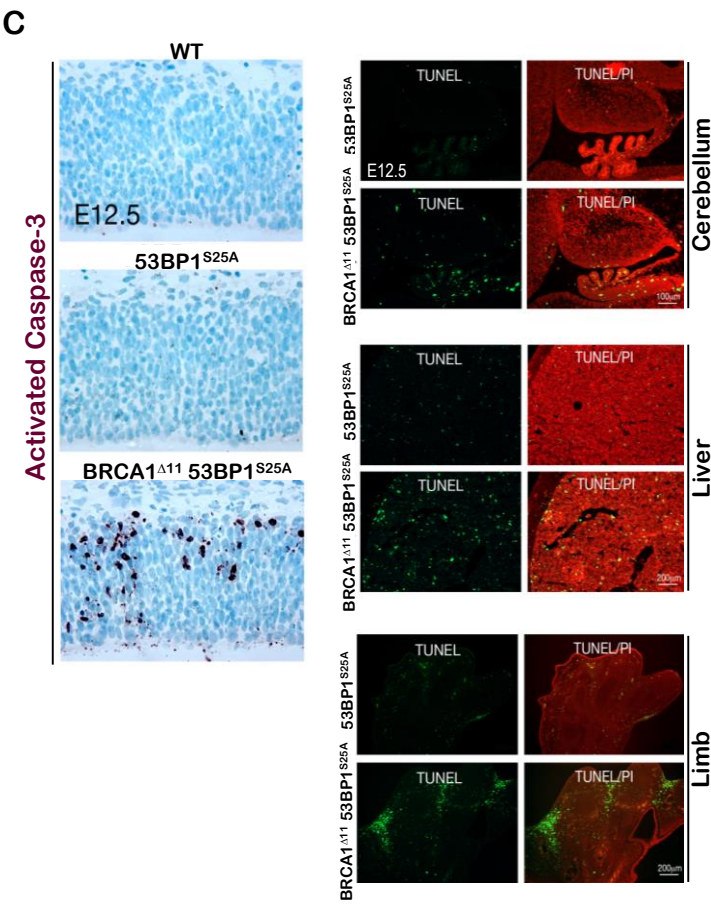 C
Activated Caspase-3
WT
E12.5
53BP1S25A
BRCA1Δ11 53BP1S25A
53BP1S25A
TUNEL
E12.5
TUNEL/PI
BRCA1Δ11 53BP1S25A
TUNEL
TUNEL/PI
100µm
Cerebellum
53BP1S25A
TUNEL
TUNEL/PI
BRCA1Δ11 53BP1S25A
TUNEL
TUNEL/PI
200µm
Liver
53BP1S25A
TUNEL
TUNEL/PI
BRCA1Δ11 53BP1S25A
TUNEL
TUNEL/PI
200µm
Limb